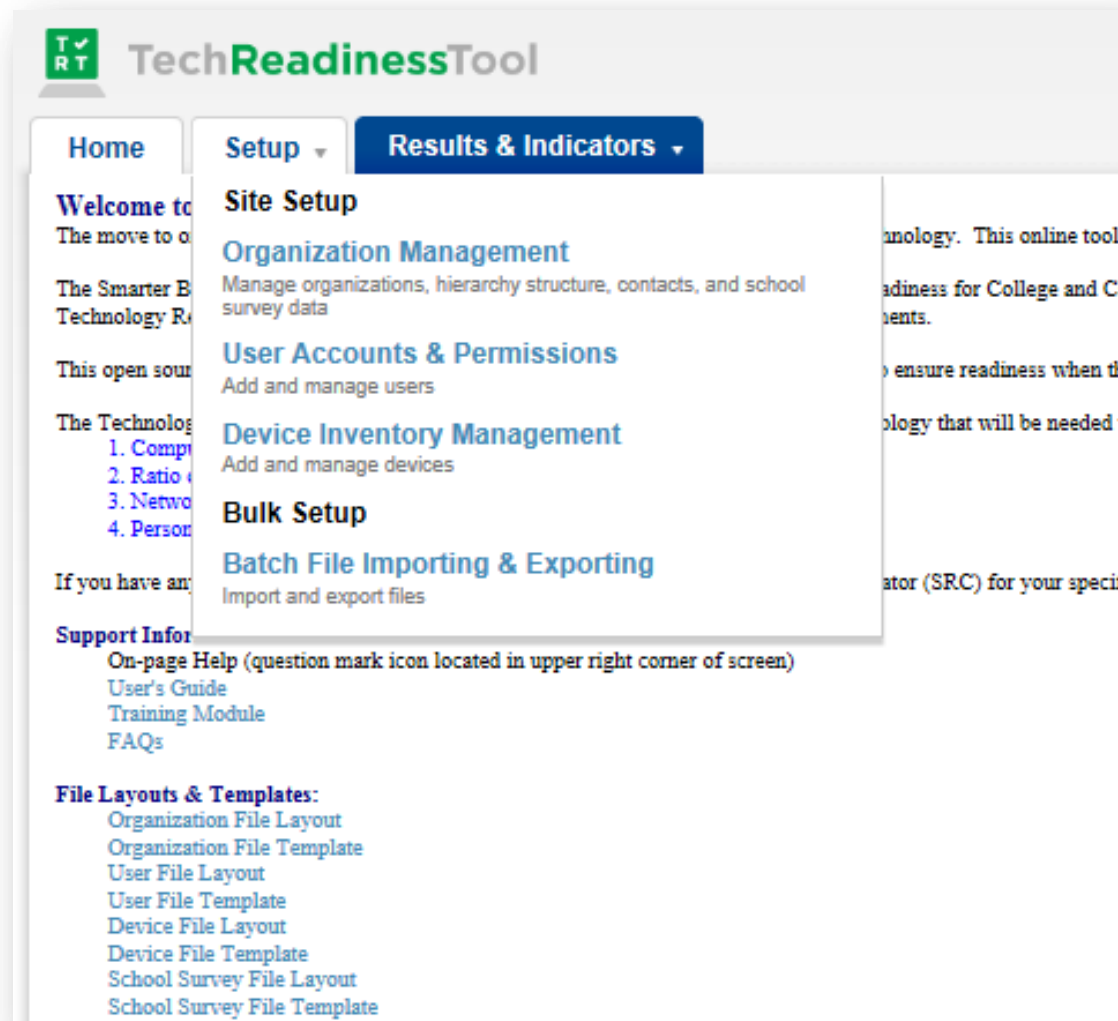 T RT
TechReadinessTool
Home
Setup
Results & Indicators
Welcome to
The move to o
nnology. This online tool
The Smarter B
adiness for College and C
Technology Re
ents.
This open sour
ensure readiness when th
The Technolog
ology that will be needed
1. Compu
2. Ratio
3. Netwo
4. Person
If you have any
ator (SRC) for your speci
Site Setup
Organization Management
Manage organizations, hierarchy structure, contacts, and school
survey data
User Accounts & Permissions
Add and manage users
Device Inventory Management
Add and manage devices
Bulk Setup
Batch File Importing & Exporting
Import and export files
Support Infor
On-page Help (question mark icon located in upper right corner of screen)
User's Guide
Training Module
FAQs
File Layouts & Templates:
Organization File Layout
Organization File Template
User File Layout
User File Template
Device File Layout
Device File Template
School Survey File Layout
School Survey File Template